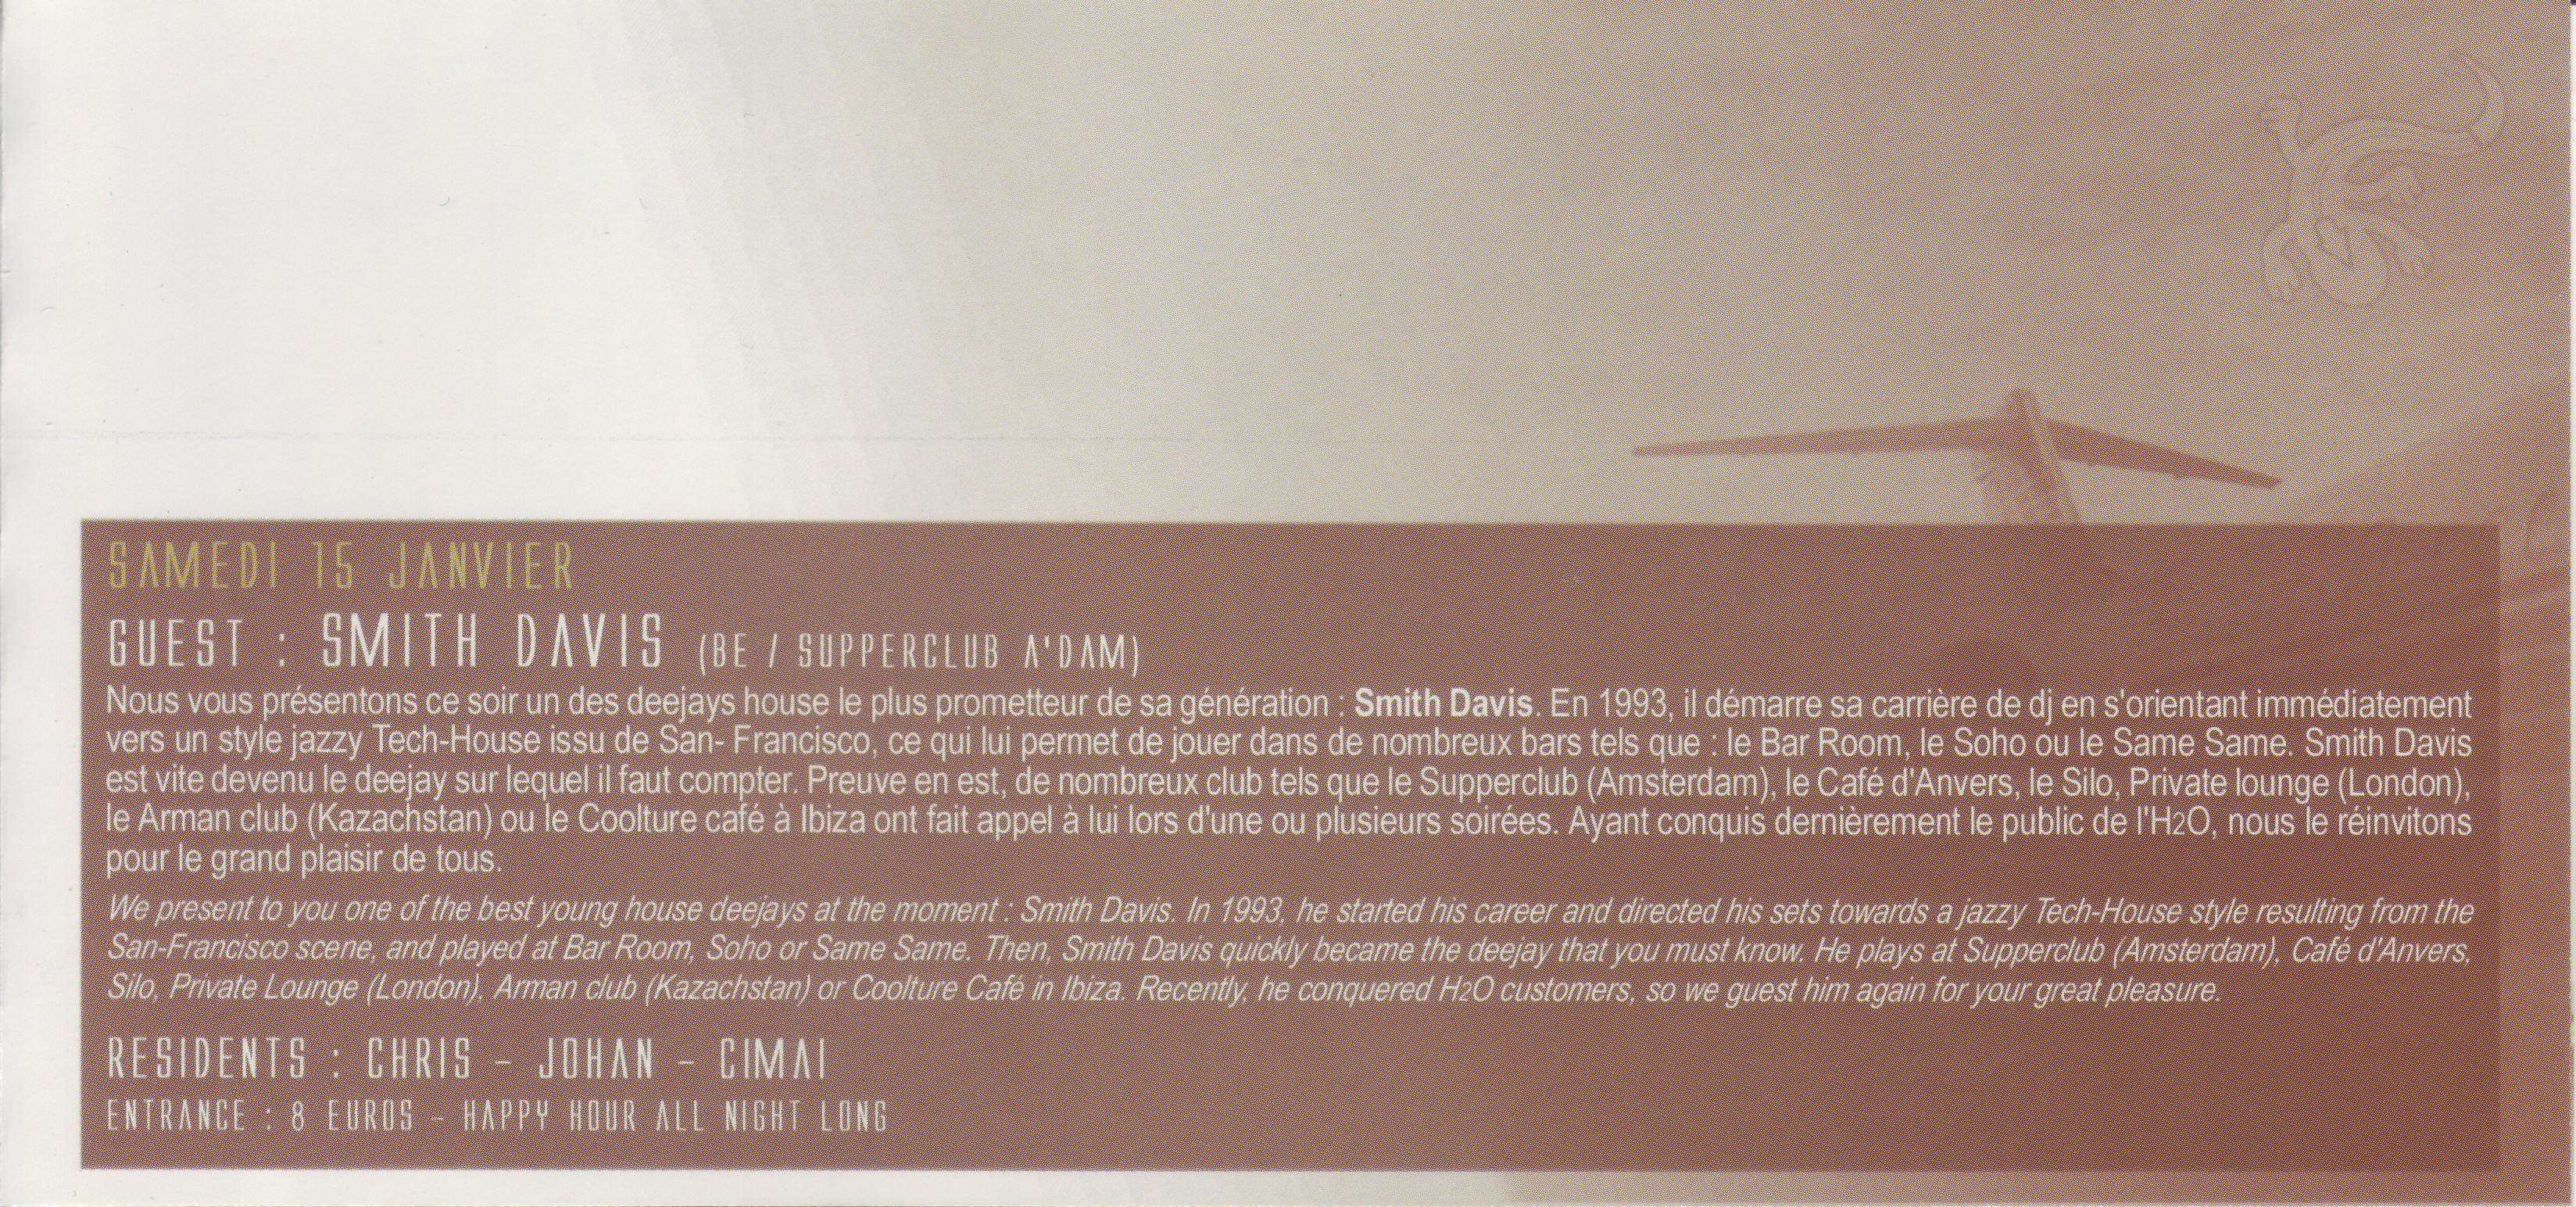 SAMEDI 15 JANVIER
GUEST : SMITH DAVIS (BE / SUPPERCLUB A'DAM)
Nous vous présentons ce soir un des deejays house le plus prometteur de sa génération : Smith Davis. En 1993, il démarre sa carrière de dj en s'orientant immédiatement
vers un style jazzy Tech-House issu de San- Francisco, ce qui lui permet de jouer dans de nombreux bars tels que : le Bar Room, le Soho ou le Same Same. Smith Davis
est vite devenu le deejay sur lequel il faut compter. Preuve en est, de nombreux club tels que le Supperclub (Amsterdam), le Café d'Anvers, le Silo, Private lounge (London),
le Arman club (Kazachstan) ou le Coolture café à Ibiza ont fait appel à lui lors d'une ou plusieurs soirées. Ayant conquis dernièrement le public de l'H2O, nous le réinvitons
pour le grand plaisir de tous.
We present to you one of the best young house deejays at the moment : Smith Davis. In 1993, he started his career and directed his sets towards a jazzy Tech-House style resulting from the
San-Francisco scene, and played at Bar Room, Soho or Same Same. Then, Smith Davis quickly became the deejay that you must know. He plays at Supperclub (Amsterdam), Café d'Anvers,
Silo, Private Lounge (London), Arman club (Kazachstan) or Coolture Café in Ibiza. Recently, he conquered H2O customers, so we guest him again for your great pleasure.
RESIDENTS : CHRIS - JOHAN - CIMAI
ENTRANCE : 8 EUROS - HAPPY HOUR ALL NIGHT LONG